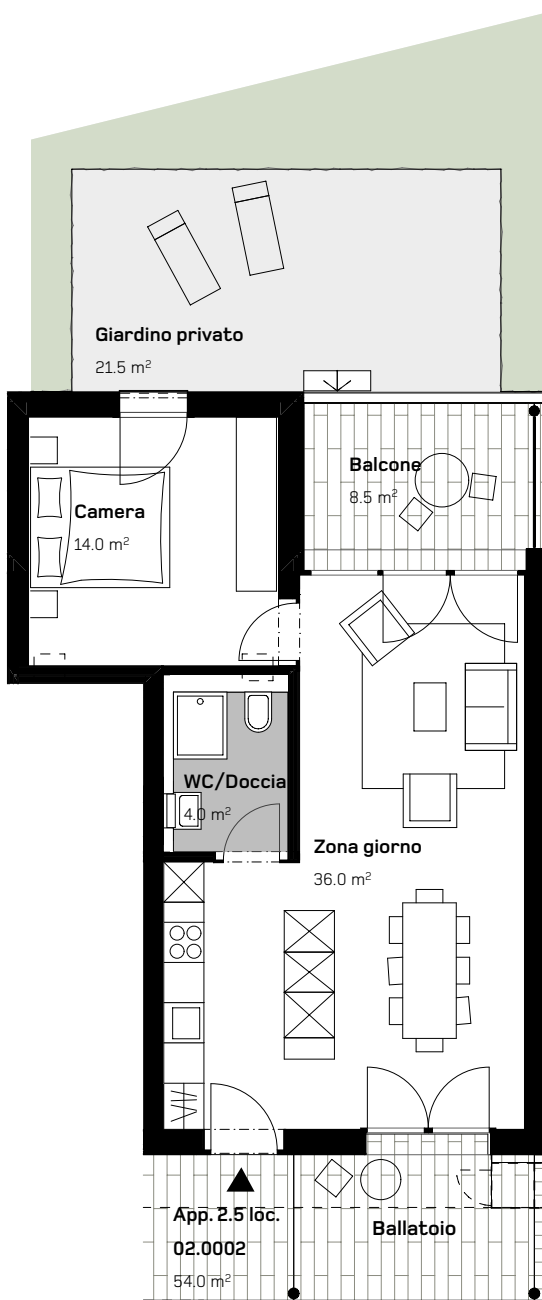 Giardino privato
21.5 m²
Balcone
8.5 m²
Camera
14.0 m²
WC/Doccia
4.0 m²
Zona giorno
36.0 m²
App. 2.5 loc.
02.0002
54.0 m²
Ballatoio